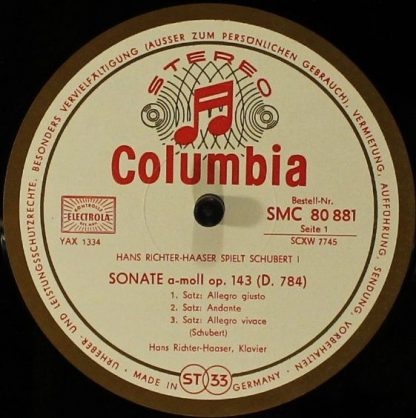 URHEBER- UND LEISTUNGSSCHUTZRECHTE, BESONDERS VERVIELFÄLTIGUNG (AUSSER ZUM PERSÖNLICHEN GEBRAUCH), VERMIETUNG, AUFFÜHRUNG, SENDUNG, VORBEHALTEN
STEREO
Columbia
ELECTROLA
YAX 1334
Bestell-Nr.
SMC 80 881
Seite 1
SCXW 7745
HANS RICHTER-HAASER SPIELT SCHUBERT I
SONATE a-moll op. 143 (D. 784)
1. Satz: Allegro giusto
2. Satz: Andante
3. Satz: Allegro vivace
(Schubert)
Hans Richter-Haaser, Klavier
· MADE IN ST 33 GERMANY ·